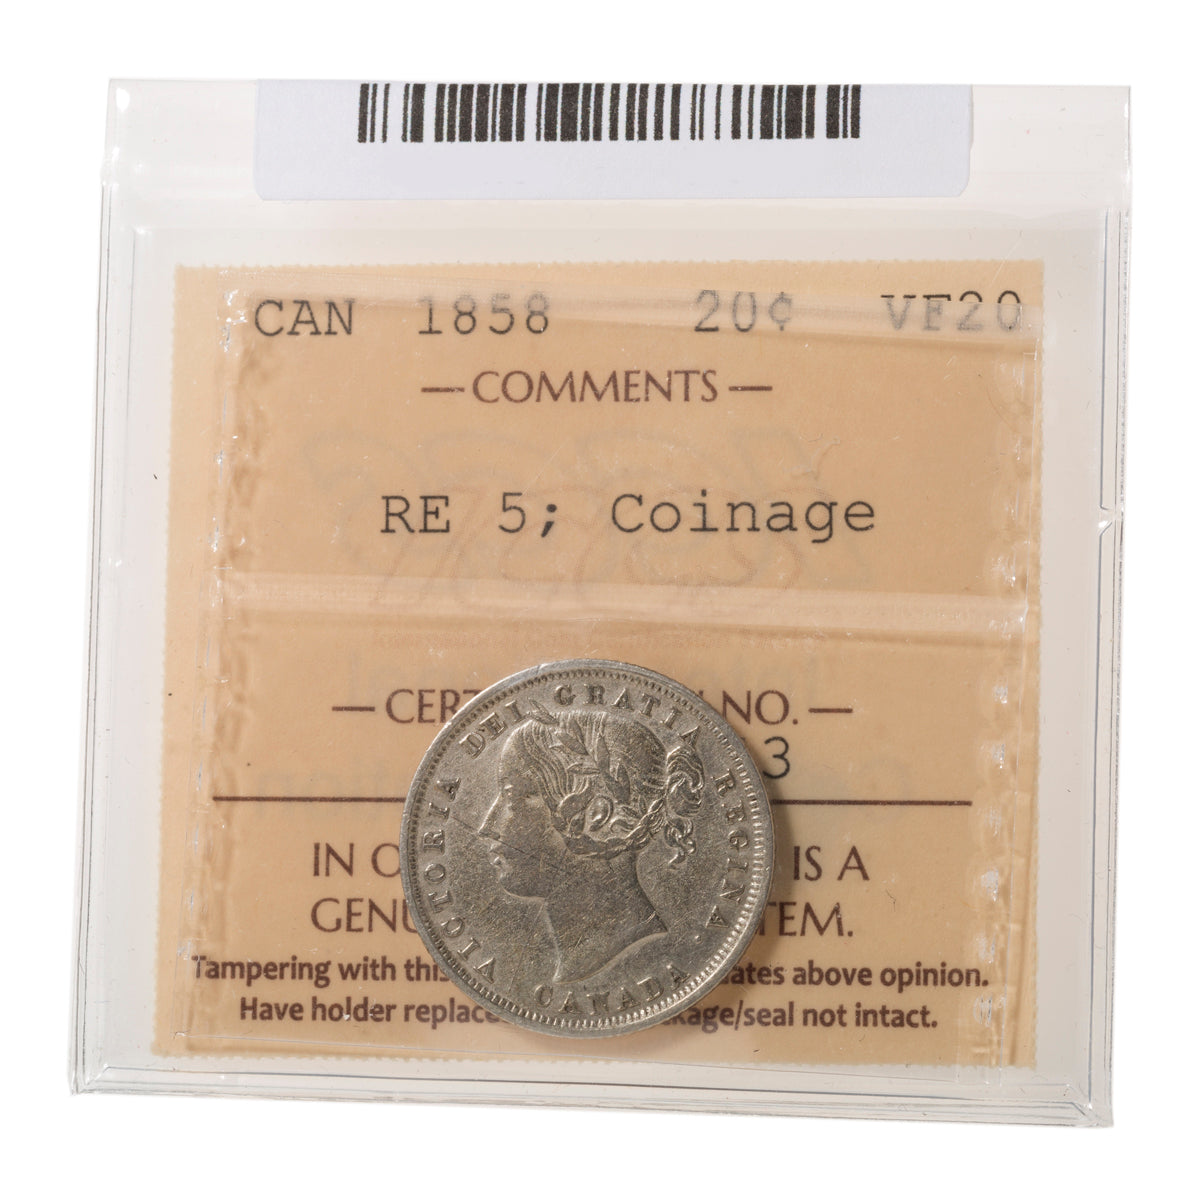 CAN 1858 20¢ VF20
— COMMENTS —
RE 5; Coinage
— CERT NO. —
3
IN O IS A
GENU TEM.
Tampering with this ates above opinion.
Have holder replace kage/seal not intact.
VICTORIA DEI GRATIA REGINA.
CANADA